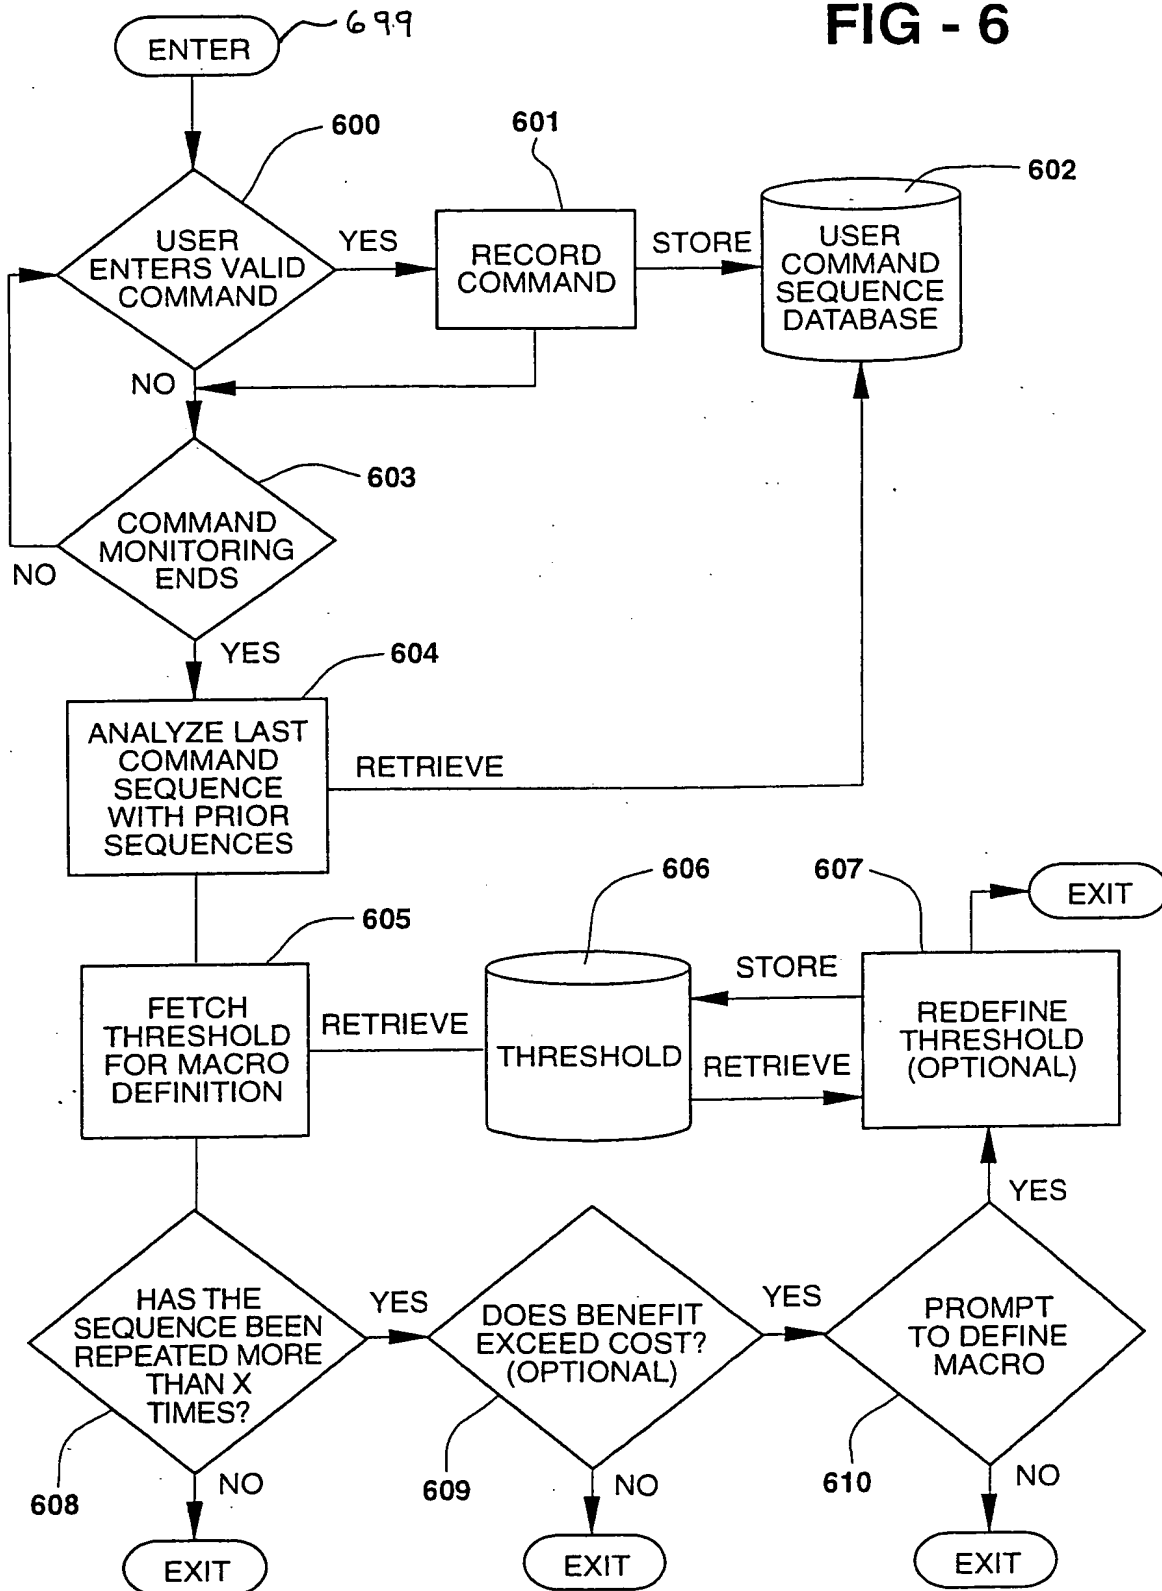 FIG - 6
ENTER
699
600
USER
ENTERS VALID
COMMAND
YES
601
RECORD
COMMAND
STORE
602
USER
COMMAND
SEQUENCE
DATABASE
NO
603
COMMAND
MONITORING
ENDS
NO
YES
604
ANALYZE LAST
COMMAND
SEQUENCE
WITH PRIOR
SEQUENCES
RETRIEVE
605
FETCH
THRESHOLD
FOR MACRO
DEFINITION
RETRIEVE
606
THRESHOLD
STORE
RETRIEVE
607
REDEFINE
THRESHOLD
(OPTIONAL)
EXIT
YES
HAS THE
SEQUENCE BEEN
REPEATED MORE
THAN X
TIMES?
608
YES
NO
EXIT
DOES BENEFIT
EXCEED COST?
(OPTIONAL)
609
YES
NO
EXIT
PROMPT
TO DEFINE
MACRO
610
NO
EXIT